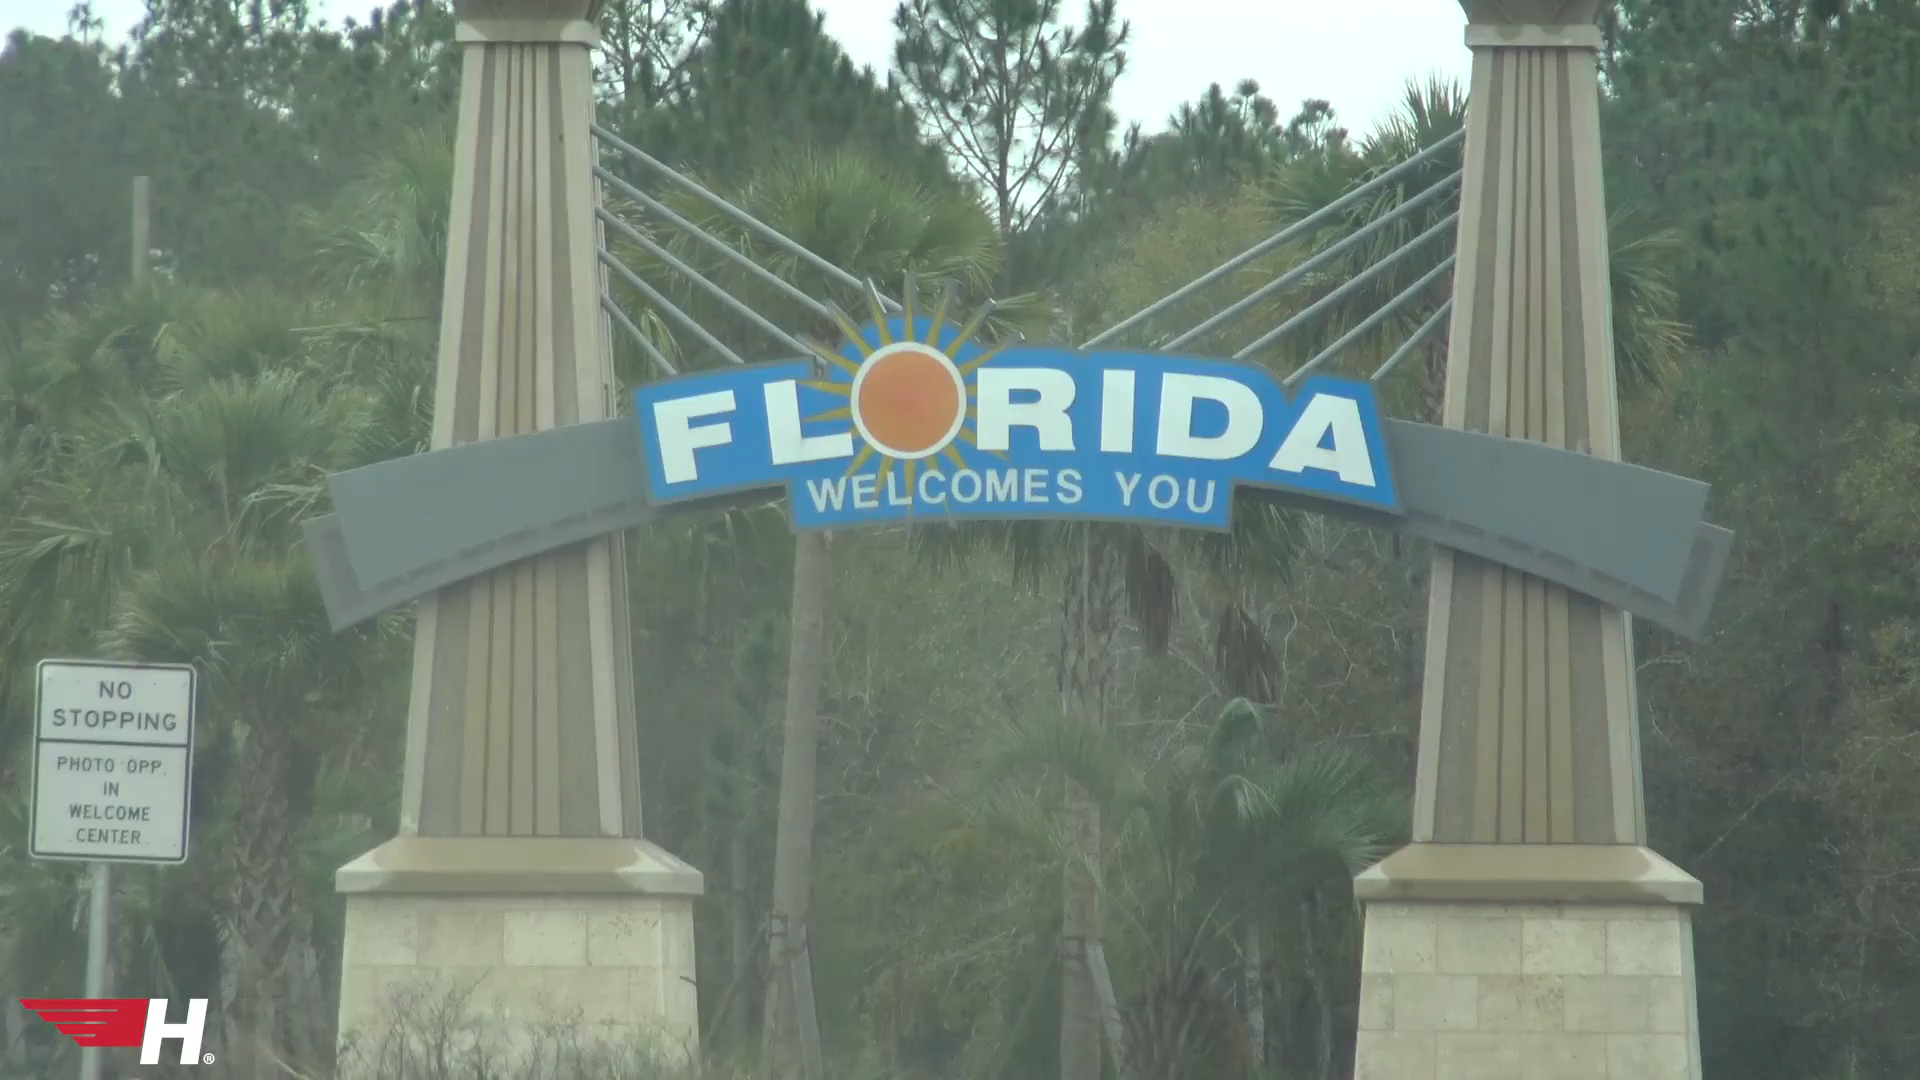 FLORIDA
WELCOMES YOU
NO
STOPPING
PHOTO OPP.
IN
WELCOME
CENTER
H®